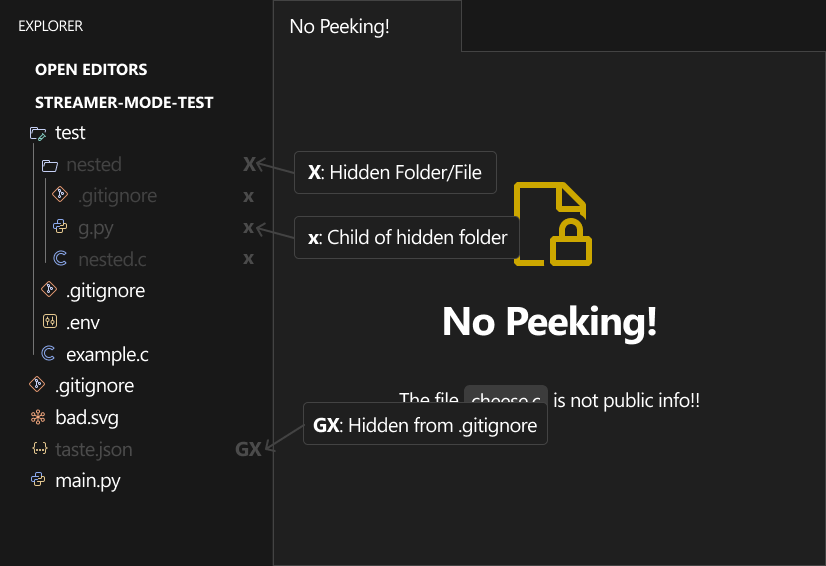 EXPLORER
OPEN EDITORS
STREAMER-MODE-TEST
test
nested X
.gitignore x
g.py x
nested.c x
.gitignore
.env
example.c
.gitignore
bad.svg
taste.json GX
main.py
No Peeking!
X: Hidden Folder/File
x: Child of hidden folder
No Peeking!
The file choose.c is not public info!!
GX: Hidden from .gitignore